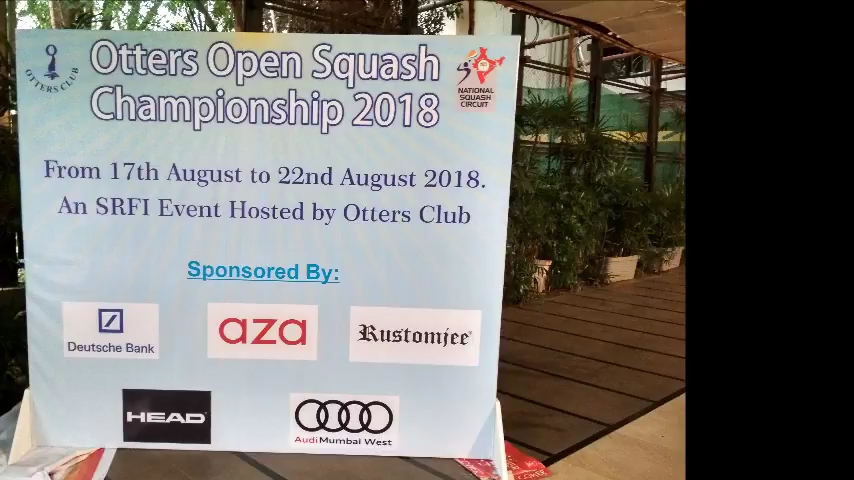 OTTERS CLUB
Otters Open Squash
Championship 2018
NATIONAL
SQUASH
CIRCUIT
From 17th August to 22nd August 2018.
An SRFI Event Hosted by Otters Club
Sponsored By:
Deutsche Bank
aza
Rustomjee®
HEAD
Audi Mumbai West